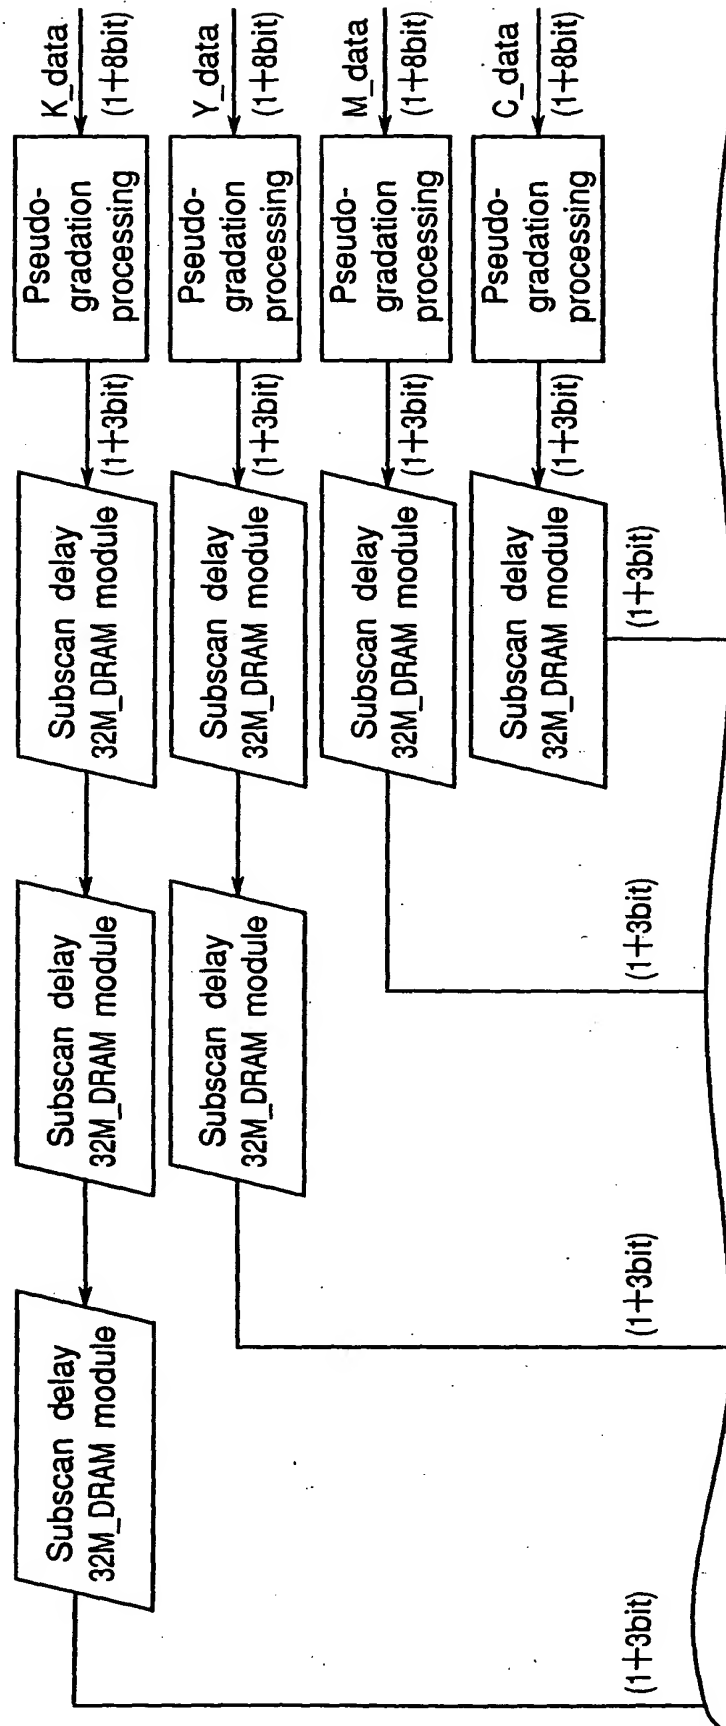 K_data
(1+8bit)
Pseudo-
gradation
processing
(1+3bit)
Subscan delay
32M_DRAM module
Subscan delay
32M_DRAM module
Subscan delay
32M_DRAM module
(1+3bit)
Y_data
(1+8bit)
Pseudo-
gradation
processing
(1+3bit)
Subscan delay
32M_DRAM module
Subscan delay
32M_DRAM module
(1+3bit)
M_data
(1+8bit)
Pseudo-
gradation
processing
(1+3bit)
Subscan delay
32M_DRAM module
(1+3bit)
C_data
(1+8bit)
Pseudo-
gradation
processing
(1+3bit)
Subscan delay
32M_DRAM module
(1+3bit)